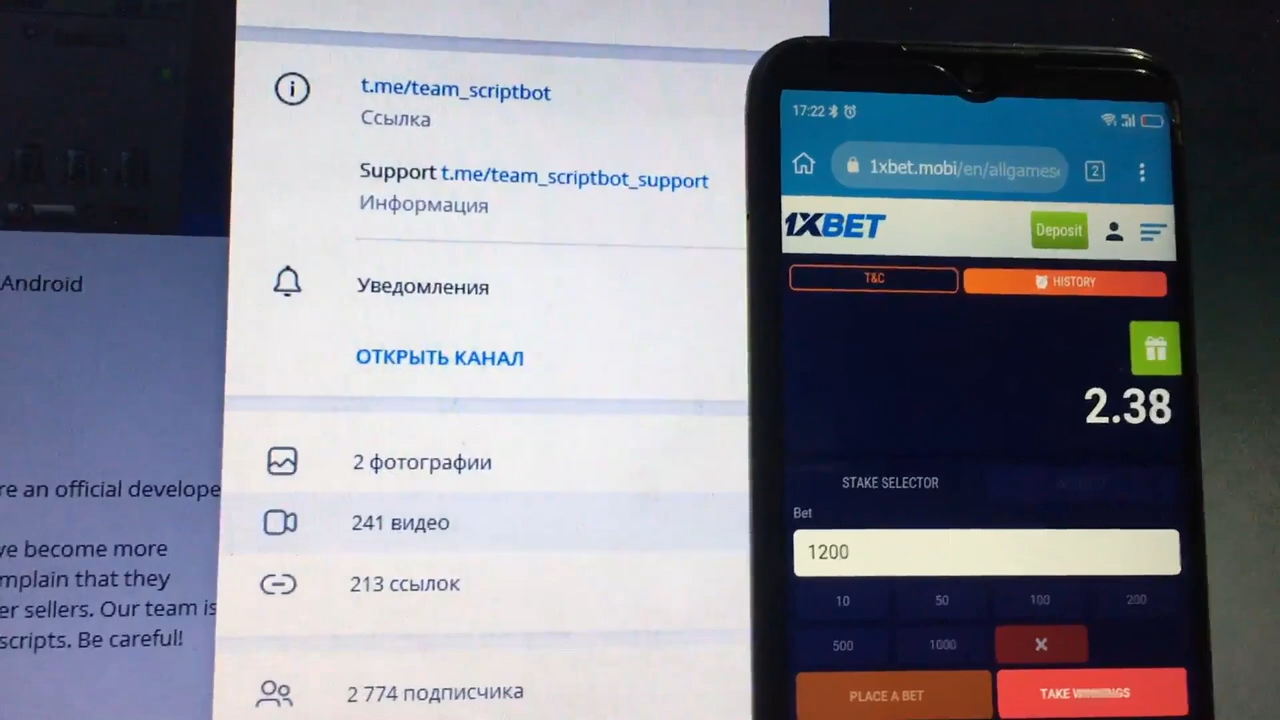 Android
re an official develope
ve become more
mplain that they
er sellers. Our team is
scripts. Be careful!
t.me/team_scriptbot
Ссылка
Support t.me/team_scriptbot_support
Информация
Уведомления
ОТКРЫТЬ КАНАЛ
2 фотографии
241 видео
213 ссылок
2 774 подписчика
17:22
1xbet.mobi/en/allgames
2
1XBET
Deposit
T&C
HISTORY
2.38
STAKE SELECTOR
Bet
1200
10 50 100 200
500 1000
PLACE A BET
TAKE WINNINGS